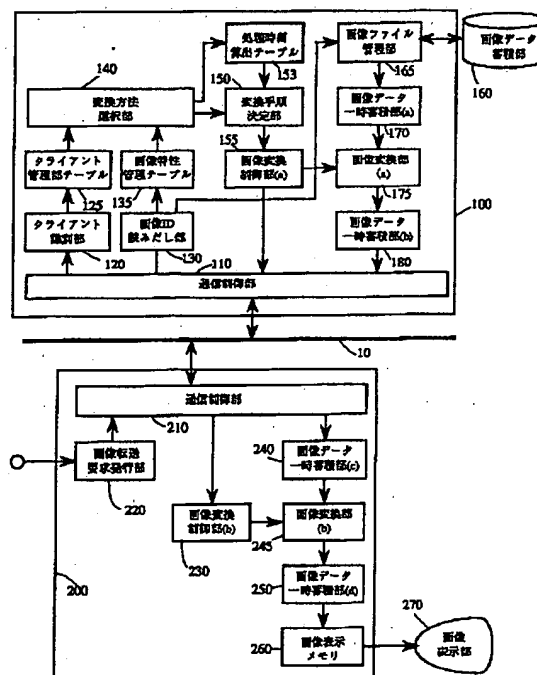 処理時間
算出テーブル
153
画像ファイル
管理部
165
画像データ
蓄積部
160
140
変換方法
選択部
150
変換手順
決定部
画像データ
一時蓄積部(a)
170
155
クライアント
管理部テーブル
125
画像特性
管理テーブル
135
画像変換
制御部(a)
画像変換部
(a)
175
100
クライアント
識別部
120
画像ID
読みだし部
130
画像データ
一時蓄積部(b)
180
110
通信制御部
10
通信制御部
210
画像転送
要求発行部
220
240
画像データ
一時蓄積部(c)
画像変換
制御部(b)
230
画像変換部
(b)
245
200
250
画像データ
一時蓄積部(d)
260
画像表示
メモリ
270
画像
表示部